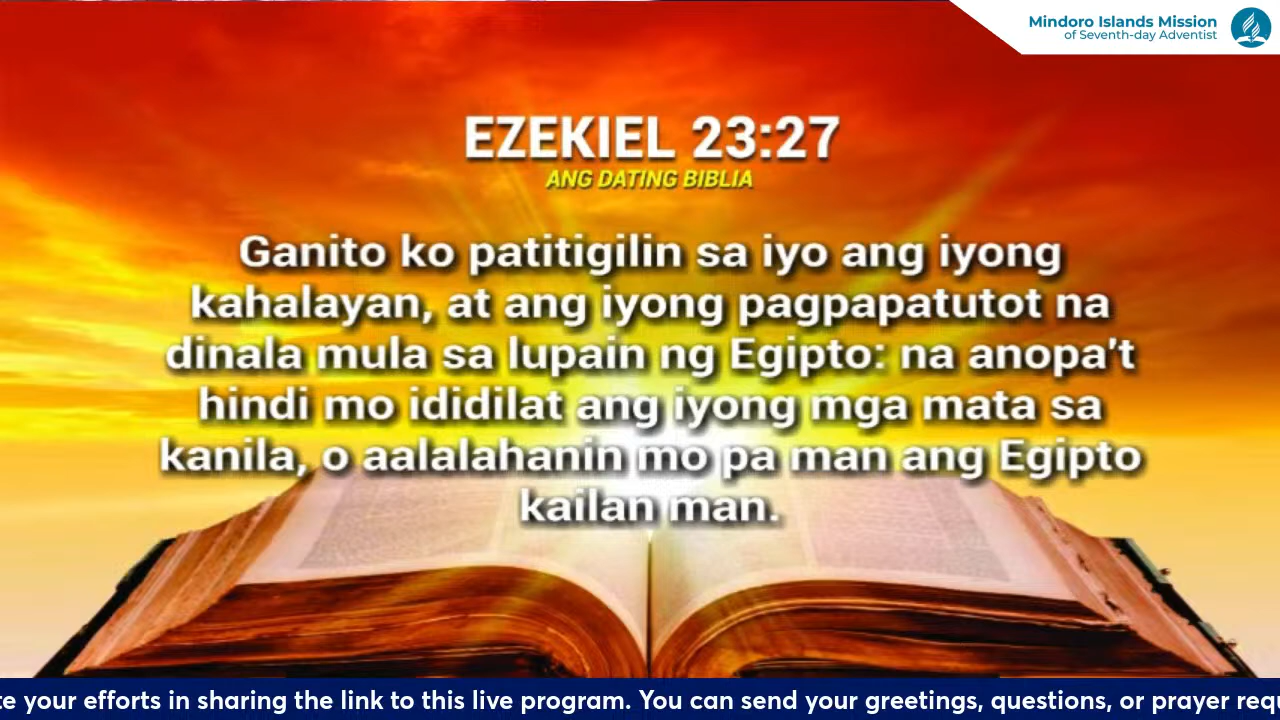 Mindoro Islands Mission
of Seventh-day Adventist
EZEKIEL 23:27
ANG DATING BIBLIA
Ganito ko patitigilin sa iyo ang iyong
kahalayan, at ang iyong pagpapatutot na
dinala mula sa lupain ng Egipto: na anopa't
hindi mo ididilat ang iyong mga mata sa
kanila, o aalalahanin mo pa man ang Egipto
kailan man.
your efforts in sharing the link to this live program. You can send your greetings, questions, or prayer